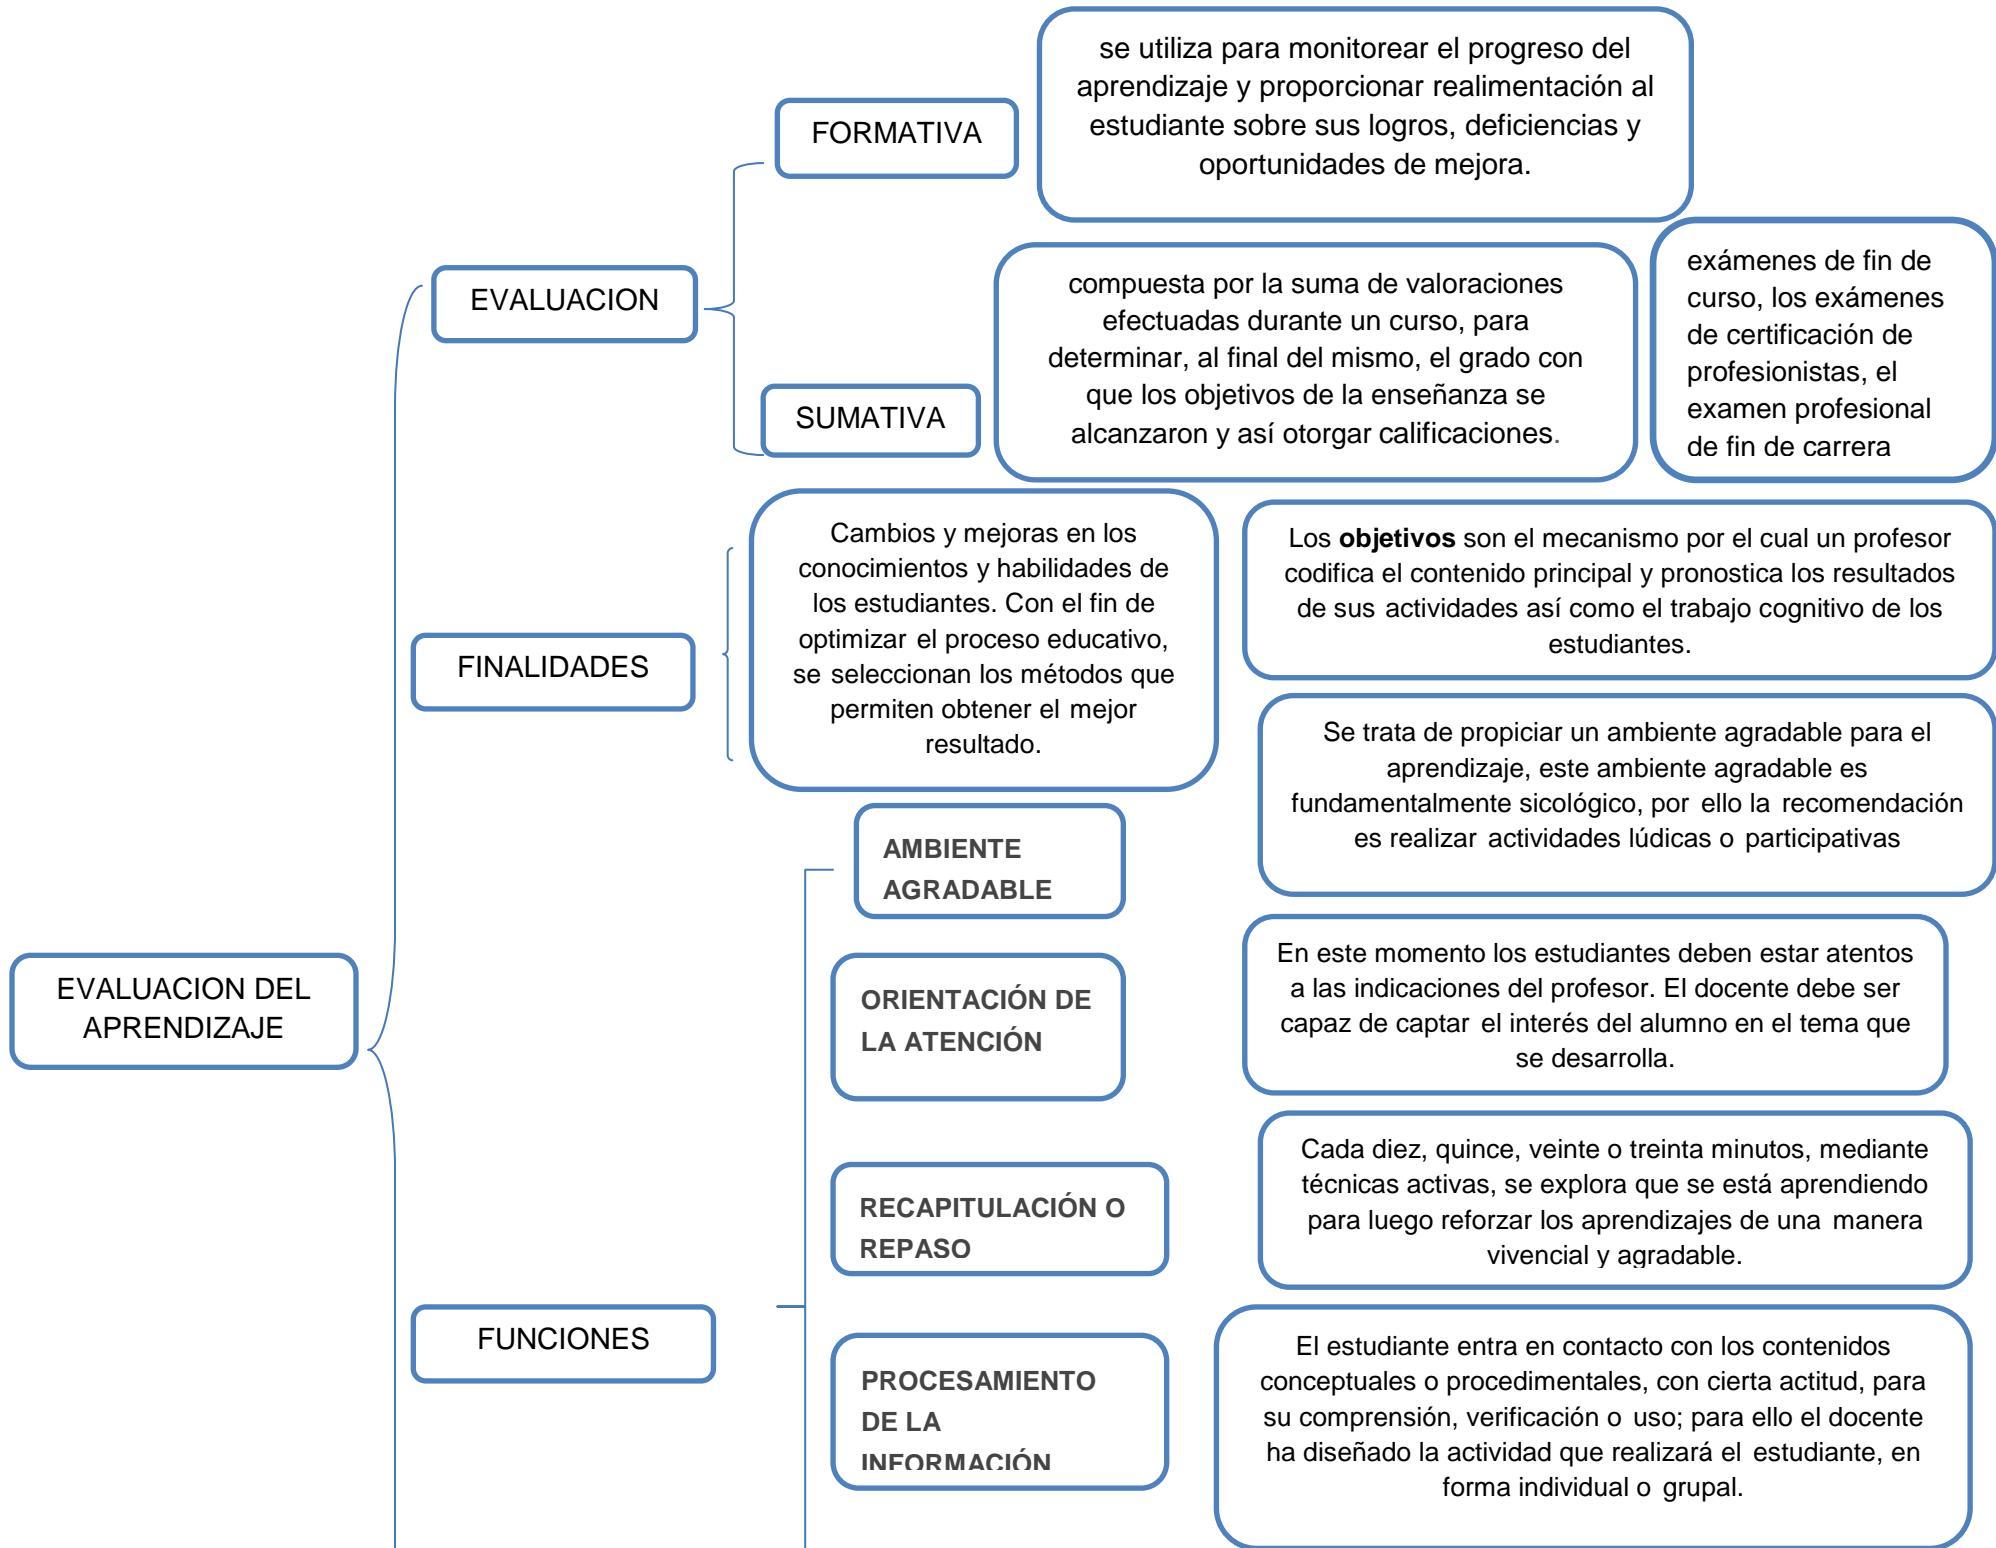 se utiliza para monitorear el progreso del
aprendizaje y proporcionar realimentación al
estudiante sobre sus logros, deficiencias y
oportunidades de mejora.
FORMATIVA
EVALUACION
compuesta por la suma de valoraciones
efectuadas durante un curso, para
determinar, al final del mismo, el grado con
que los objetivos de la enseñanza se
alcanzaron y así otorgar calificaciones.
exámenes de fin de
curso, los exámenes
de certificación de
profesionistas, el
examen profesional
de fin de carrera
SUMATIVA
Cambios y mejoras en los
conocimientos y habilidades de
los estudiantes. Con el fin de
optimizar el proceso educativo,
se seleccionan los métodos que
permiten obtener el mejor
resultado.
Los objetivos son el mecanismo por el cual un profesor
codifica el contenido principal y pronostica los resultados
de sus actividades así como el trabajo cognitivo de los
estudiantes.
FINALIDADES
Se trata de propiciar un ambiente agradable para el
aprendizaje, este ambiente agradable es
fundamentalmente sicológico, por ello la recomendación
es realizar actividades lúdicas o participativas
AMBIENTE
AGRADABLE
EVALUACION DEL
APRENDIZAJE
ORIENTACIÓN DE
LA ATENCIÓN
En este momento los estudiantes deben estar atentos
a las indicaciones del profesor. El docente debe ser
capaz de captar el interés del alumno en el tema que
se desarrolla.
RECAPITULACIÓN O
REPASO
Cada diez, quince, veinte o treinta minutos, mediante
técnicas activas, se explora que se está aprendiendo
para luego reforzar los aprendizajes de una manera
vivencial y agradable.
FUNCIONES
PROCESAMIENTO
DE LA
INFORMACIÓN
El estudiante entra en contacto con los contenidos
conceptuales o procedimentales, con cierta actitud, para
su comprensión, verificación o uso; para ello el docente
ha diseñado la actividad que realizará el estudiante, en
forma individual o grupal.